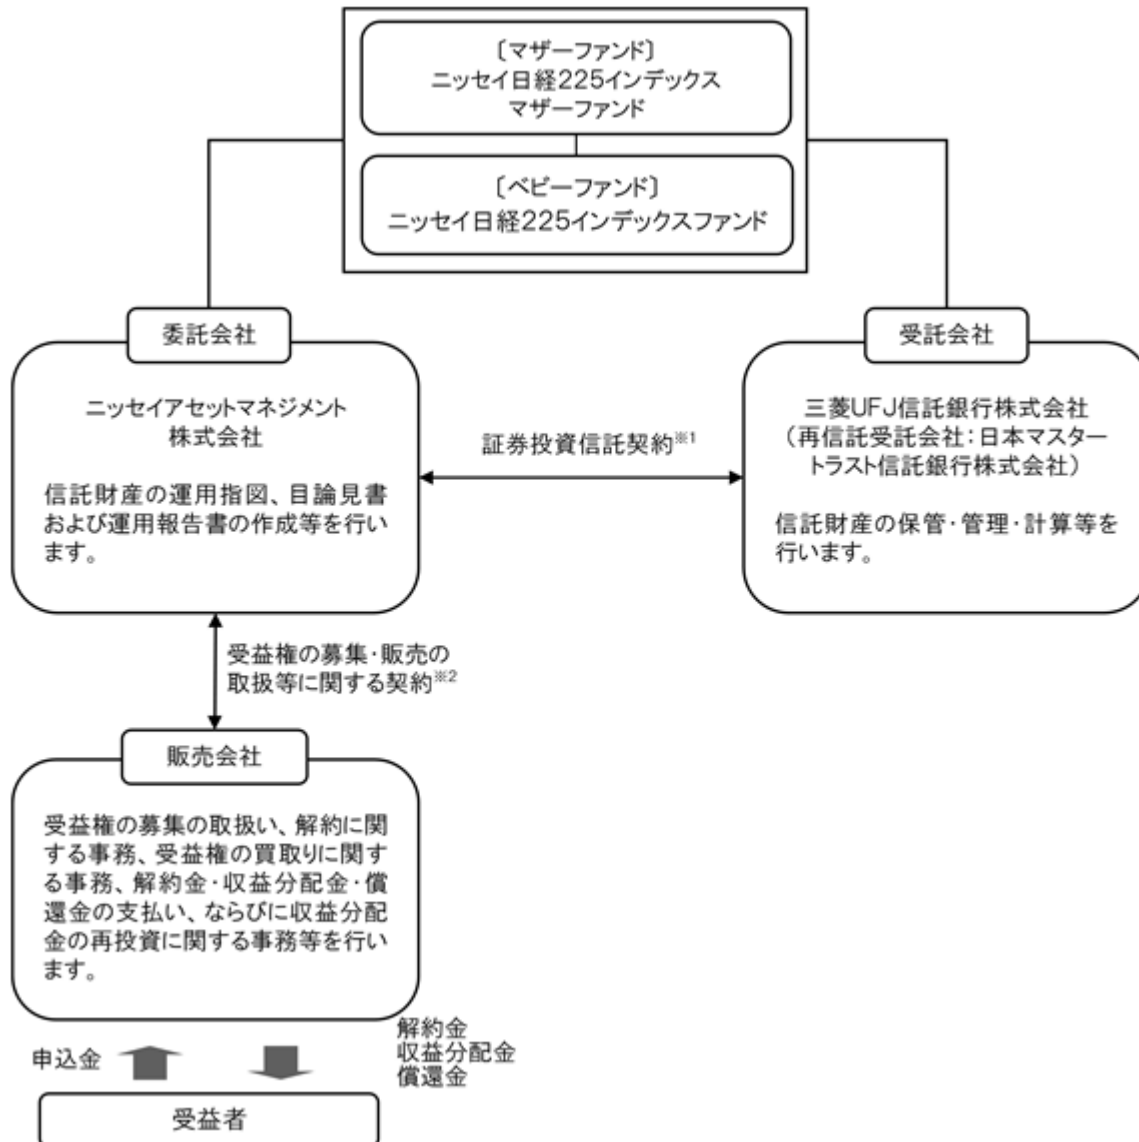 〔マザーファンド〕
ニッセイ日経225インデックス
マザーファンド
〔ベビーファンド〕
ニッセイ日経225インデックスファンド
委託会社
ニッセイアセットマネジメント
株式会社
信託財産の運用指図、目論見書
および運用報告書の作成等を行い
ます。
証券投資信託契約※1
受託会社
三菱UFJ信託銀行株式会社
（再信託受託会社：日本マスター
トラスト信託銀行株式会社）
信託財産の保管・管理・計算等を
行います。
受益権の募集・販売の
取扱等に関する契約※2
販売会社
受益権の募集の取扱い、解約に関
する事務、受益権の買取りに関す
る事務、解約金・収益分配金・償
還金の支払い、ならびに収益分配
金の再投資に関する事務等を行い
ます。
申込金
解約金
収益分配金
償還金
受益者